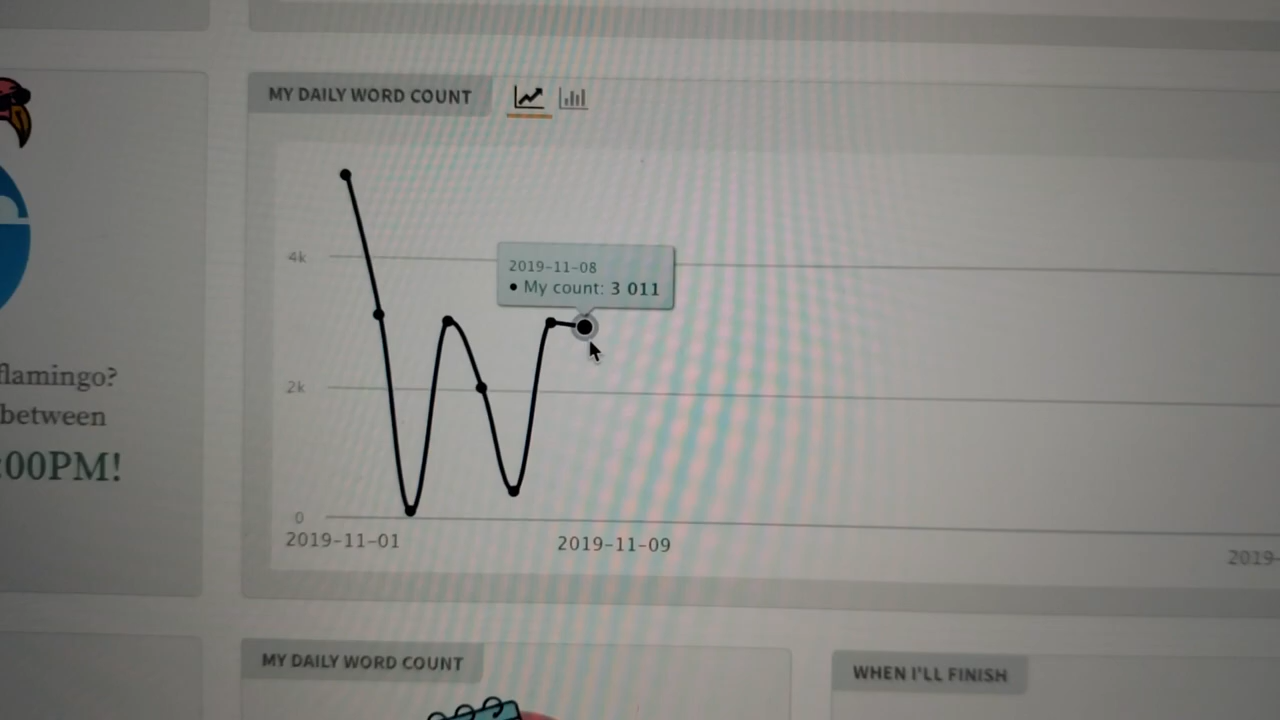 MY DAILY WORD COUNT
4k
2k
0
2019-11-08
• My count: 3 011
2019-11-01
2019-11-09
2019-
flamingo?
between
:00PM!
MY DAILY WORD COUNT
WHEN I'LL FINISH